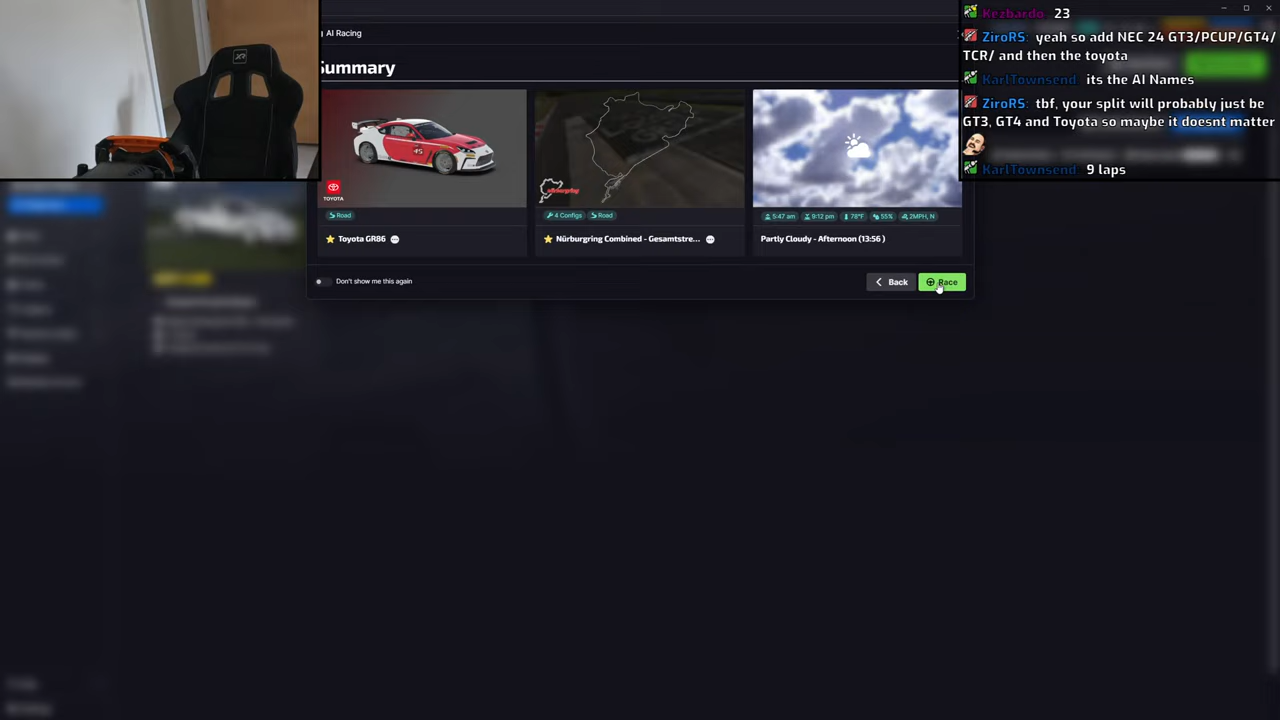 AI Racing
Summary
TOYOTA
Road
Toyota GR86
nürburgring
4 Configs Road
Nürburgring Combined - Gesamtstre...
5:47 am 9:12 pm 78°F 55% 2MPH, N
Partly Cloudy - Afternoon (13:56 )
Don't show me this again
Back
Race
Kezbardo 23
ZiroRS: yeah so add NEC 24 GT3/PCUP/GT4/
TCR/ and then the toyota
KarlTownsend its the AI Names
ZiroRS: tbf, your split will probably just be
GT3, GT4 and Toyota so maybe it doesnt matter
KarlTownsend 9 laps